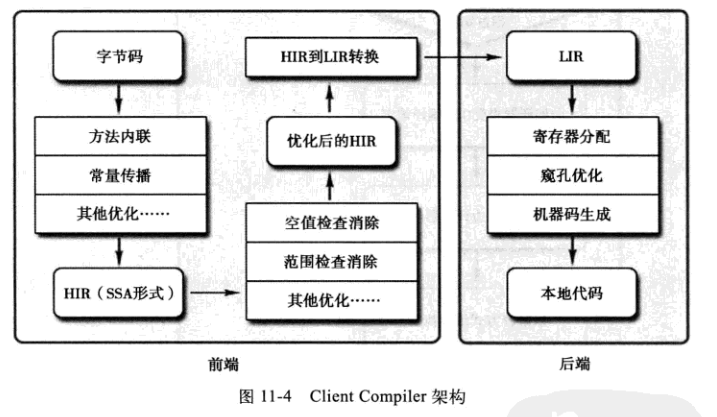 字节码
方法内联
常量传播
其他优化……
HIR（SSA形式）
HIR到LIR转换
优化后的HIR
空值检查消除
范围检查消除
其他优化……
前端
LIR
寄存器分配
窥孔优化
机器码生成
本地代码
后端
图 11-4 Client Compiler 架构